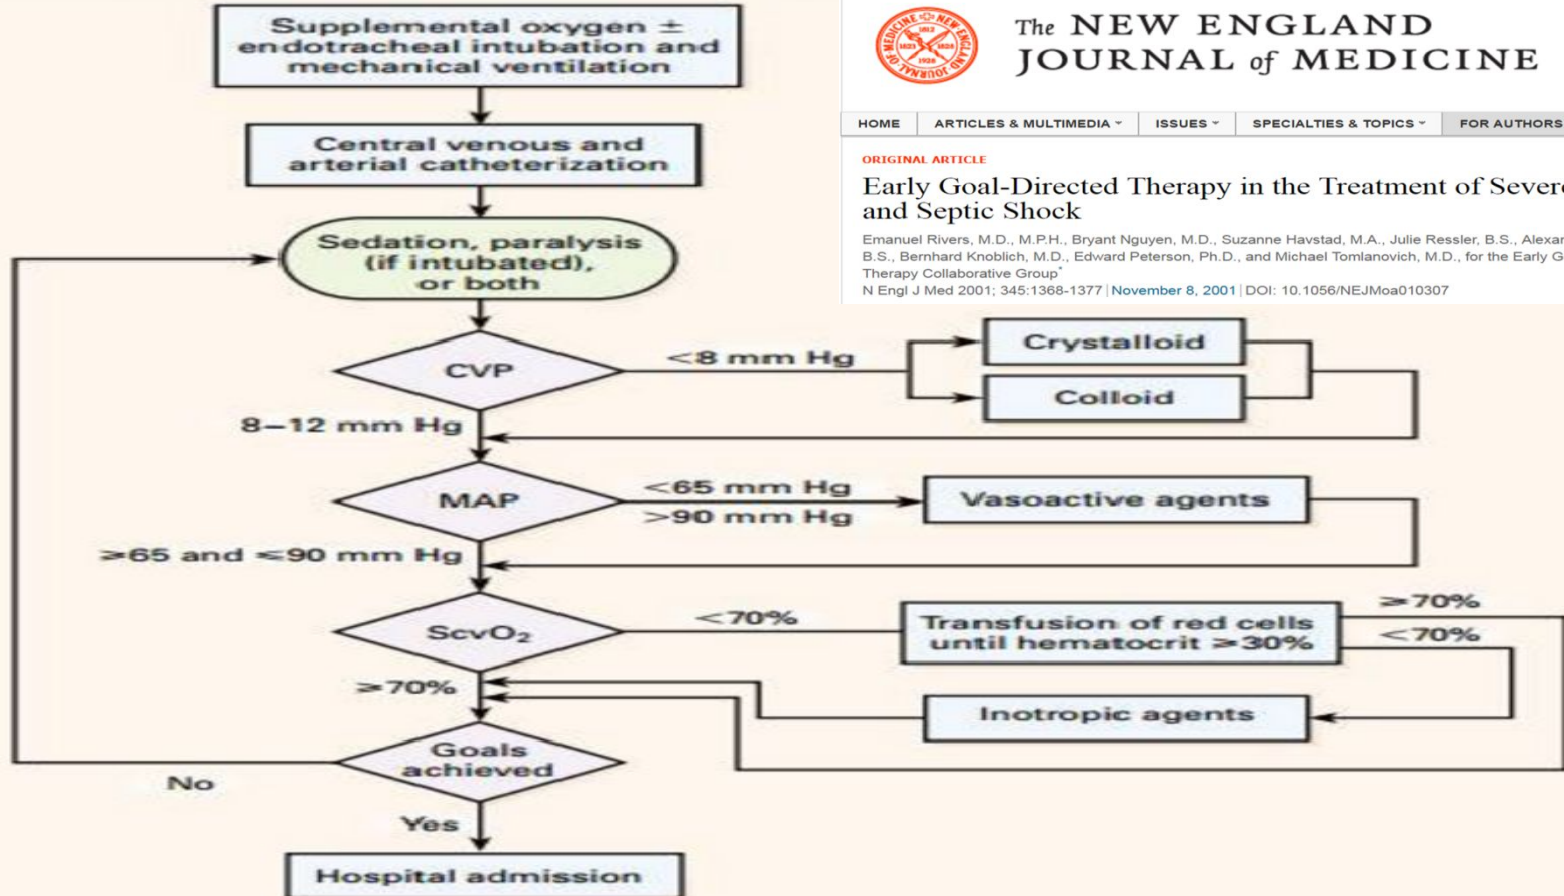 Supplemental oxygen ±
endotracheal intubation and
mechanical ventilation
Central venous and
arterial catheterization
Sedation, paralysis
(if intubated),
or both
CVP
<8 mm Hg
Crystalloid
Colloid
8–12 mm Hg
MAP
<65 mm Hg
>90 mm Hg
Vasoactive agents
≥65 and ≤90 mm Hg
ScvO₂
<70%
Transfusion of red cells
until hematocrit ≥30%
≥70%
<70%
≥70%
Inotropic agents
Goals
achieved
No
Yes
Hospital admission
The NEW ENGLAND
JOURNAL of MEDICINE
HOME ARTICLES & MULTIMEDIA ISSUES SPECIALTIES & TOPICS FOR AUTHORS
ORIGINAL ARTICLE
Early Goal-Directed Therapy in the Treatment of Severe
and Septic Shock
Emanuel Rivers, M.D., M.P.H., Bryant Nguyen, M.D., Suzanne Havstad, M.A., Julie Ressler, B.S., Alexan
B.S., Bernhard Knoblich, M.D., Edward Peterson, Ph.D., and Michael Tomlanovich, M.D., for the Early G
Therapy Collaborative Group*
N Engl J Med 2001; 345:1368-1377 | November 8, 2001 | DOI: 10.1056/NEJMoa010307